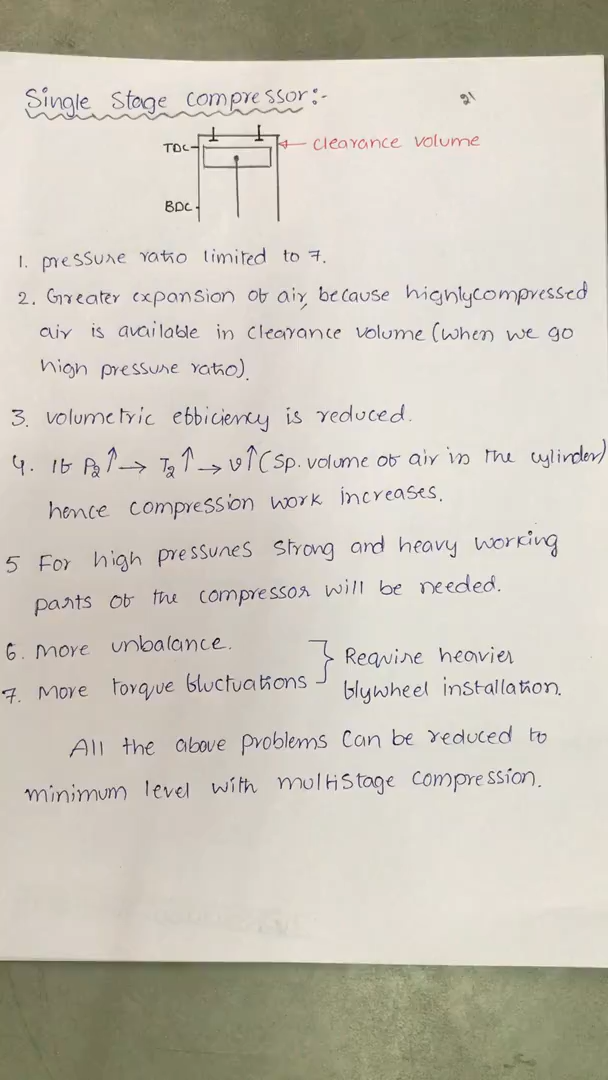 Single Stage compressor:-
21
TDC
clearance volume
BDC
1. pressure ratio limited to 7.
2. Greater expansion of air, because highly compressed
air is available in clearance volume (when we go
high pressure ratio).
3. volumetric efficiency is reduced.
4. If P2↑ → T2↑ → v↑ (Sp. volume of air in the cylinder)
hence compression work increases.
5 For high pressures strong and heavy working
parts of the compressor will be needed.
6. more unbalance.
7. More torque fluctuations
} Require heavier
flywheel installation.
All the above problems can be reduced to
minimum level with multistage compression.